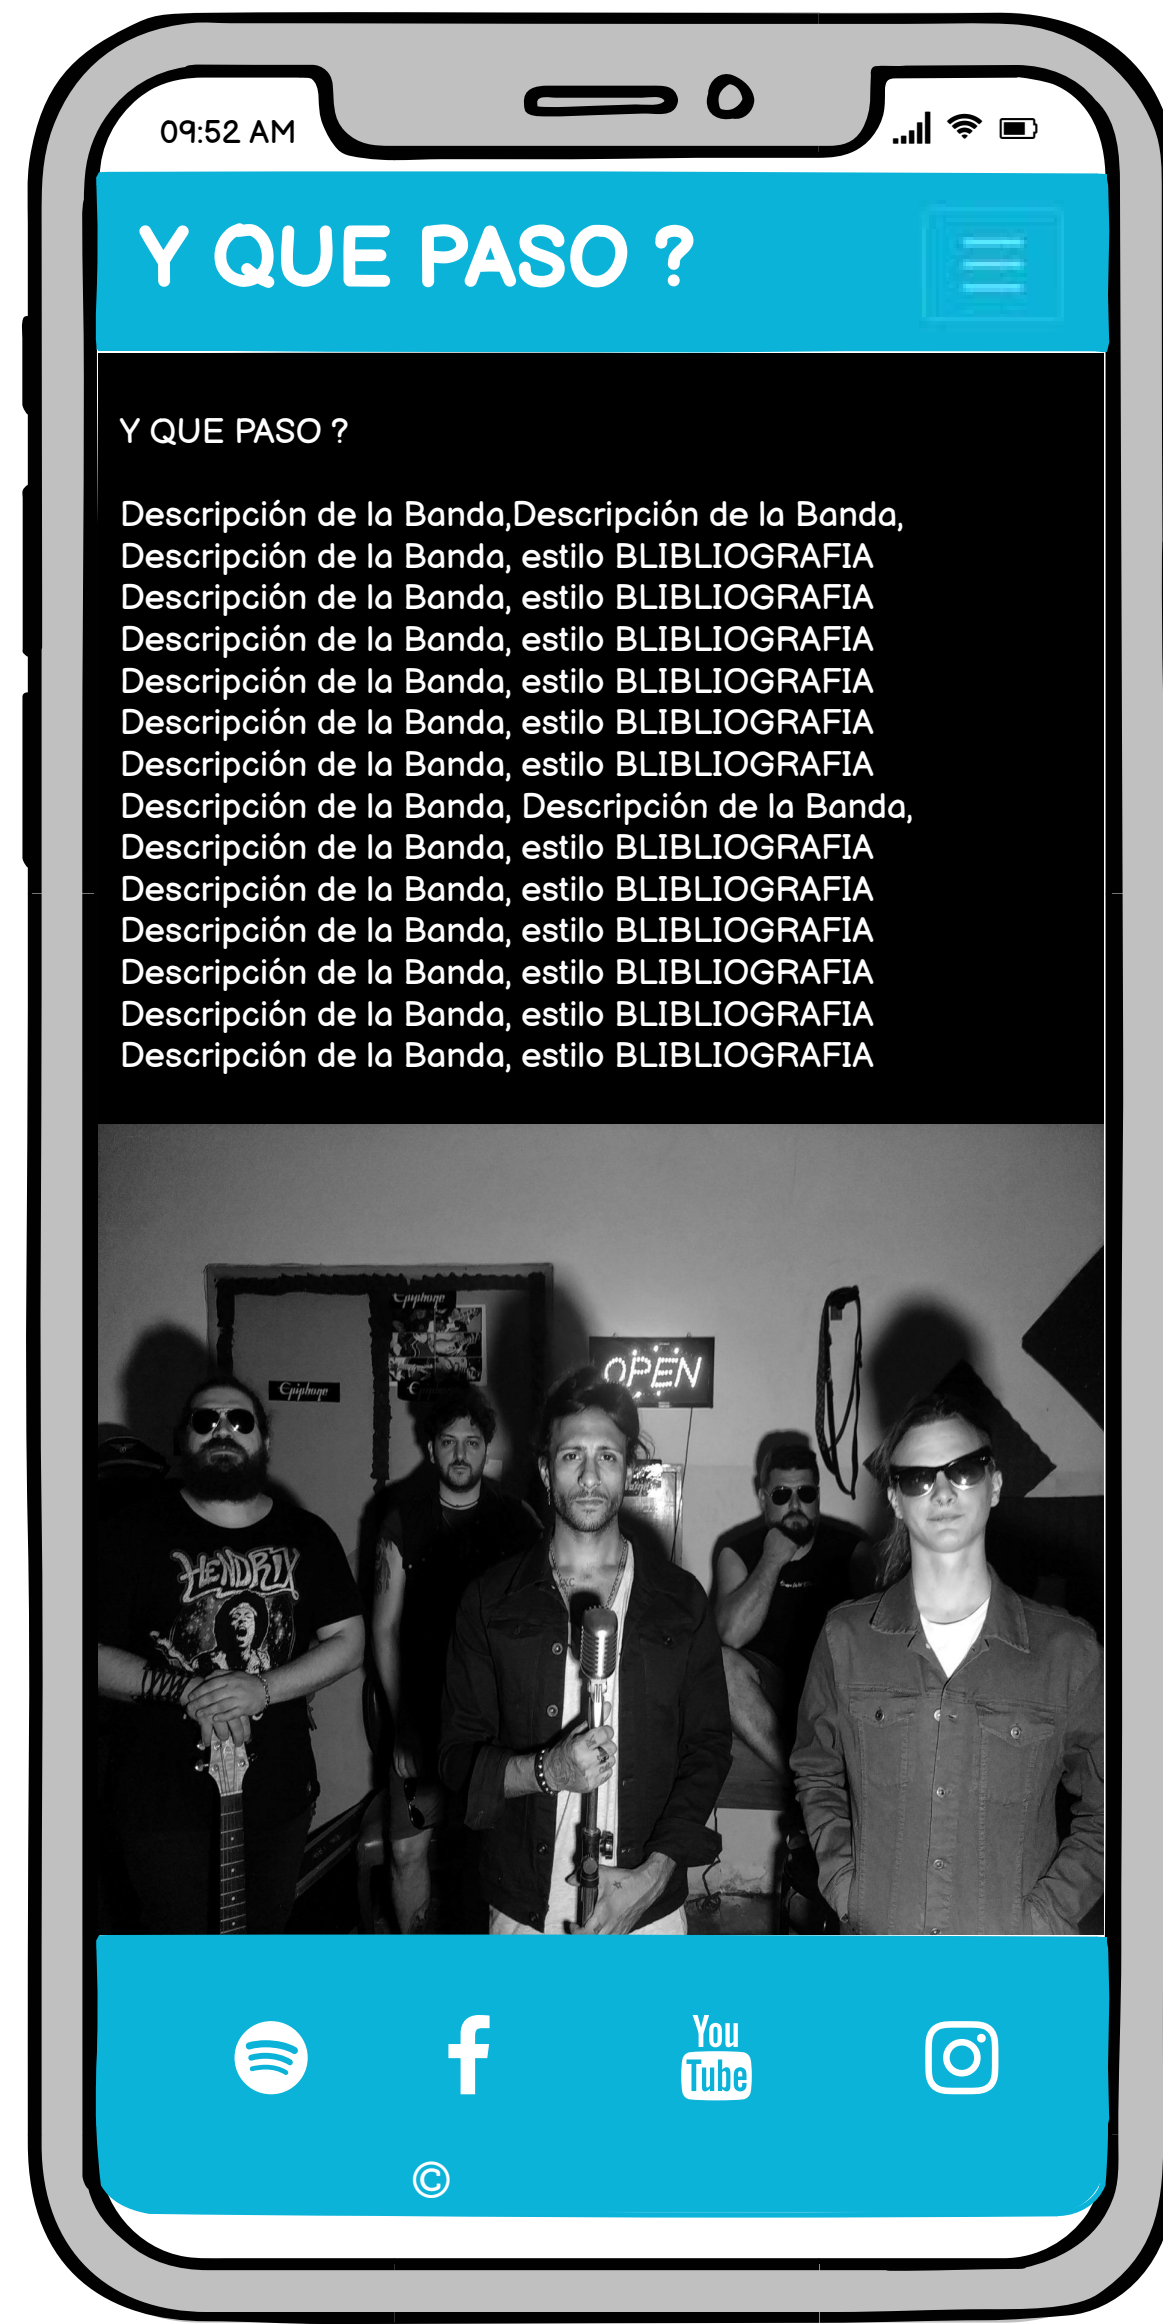 09:52 AM
Y QUE PASO ?
Y QUE PASO ?
Descripción de la Banda,Descripción de la Banda,
Descripción de la Banda, estilo BLIBLIOGRAFIA
Descripción de la Banda, estilo BLIBLIOGRAFIA
Descripción de la Banda, estilo BLIBLIOGRAFIA
Descripción de la Banda, estilo BLIBLIOGRAFIA
Descripción de la Banda, estilo BLIBLIOGRAFIA
Descripción de la Banda, estilo BLIBLIOGRAFIA
Descripción de la Banda, Descripción de la Banda,
Descripción de la Banda, estilo BLIBLIOGRAFIA
Descripción de la Banda, estilo BLIBLIOGRAFIA
Descripción de la Banda, estilo BLIBLIOGRAFIA
Descripción de la Banda, estilo BLIBLIOGRAFIA
Descripción de la Banda, estilo BLIBLIOGRAFIA
Descripción de la Banda, estilo BLIBLIOGRAFIA
Epiphone
OPEN
Epiphone
HENDRIX
You
Tube
©